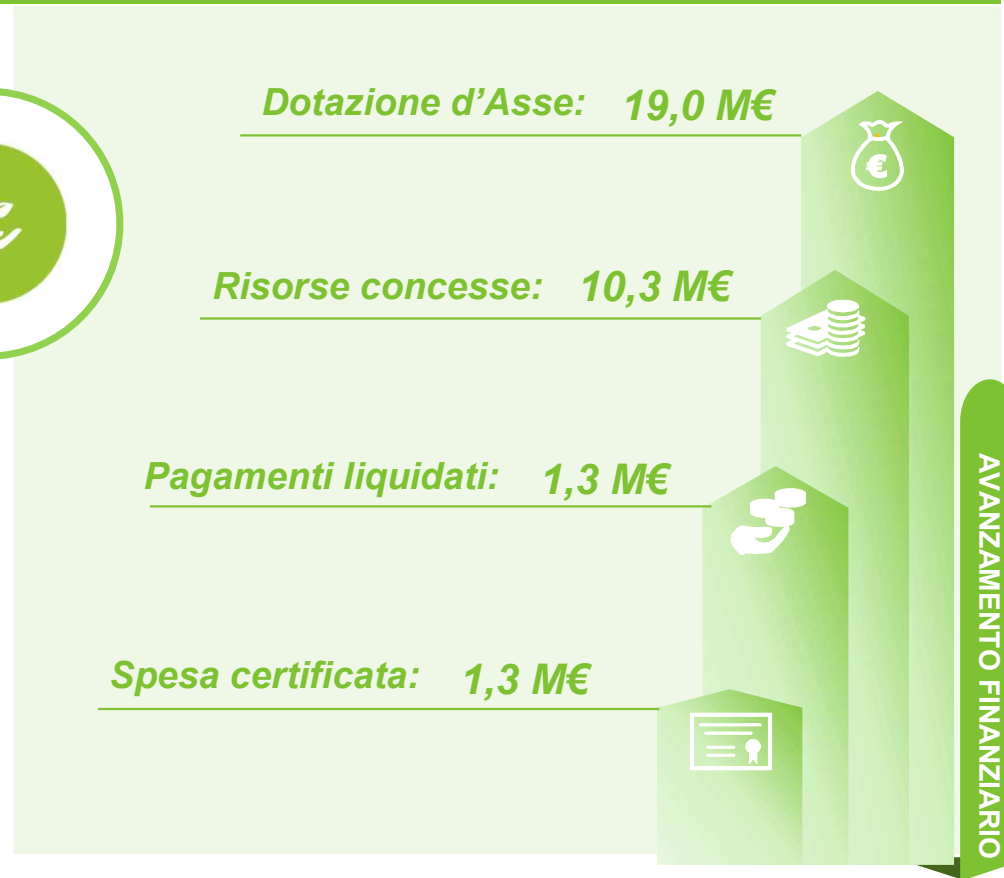 Dotazione d’Asse: 19,0 M€
€
Risorse concesse: 10,3 M€
Pagamenti liquidati: 1,3 M€
Spesa certificata: 1,3 M€
AVANZAMENTO FINANZIARIO